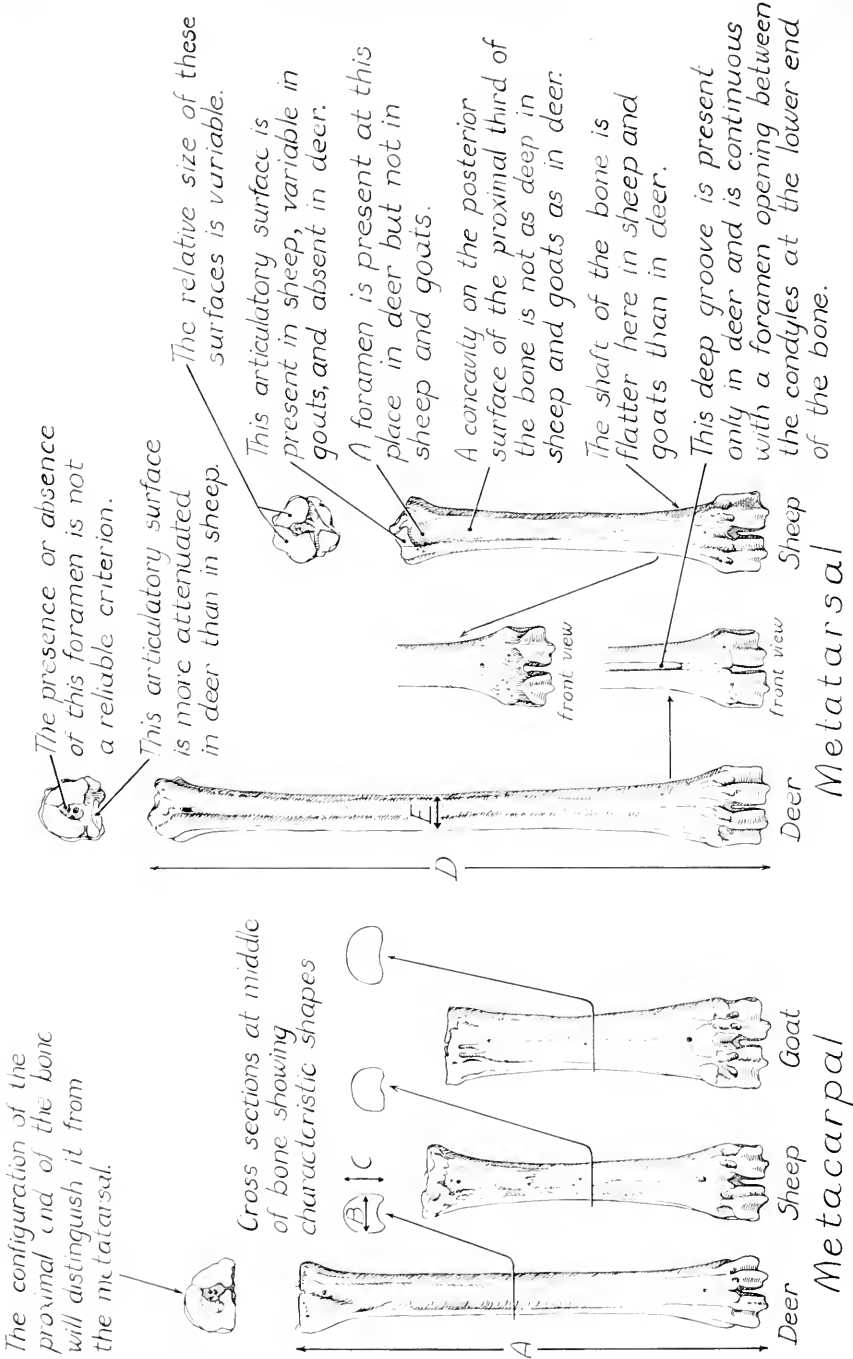 The configuration of the
proximal end of the bone
will distinguish it from
the metatarsal.
Cross sections at middle
of bone showing
characteristic shapes
A
B
C
Deer
Sheep
Goat
Metacarpal
The presence or absence
of this foramen is not
a reliable criterion.
This articulatory surface
is more attenuated
in deer than in sheep.
D
E
Deer
front view
front view
Sheep
The relative size of these
surfaces is variable.
This articulatory surface is
present in sheep, variable in
goats, and absent in deer.
A foramen is present at this
place in deer but not in
sheep and goats.
A concavity on the posterior
surface of the proximal third of
the bone is not as deep in
sheep and goats as in deer.
The shaft of the bone is
flatter here in sheep and
goats than in deer.
This deep groove is present
only in deer and is continuous
with a foramen opening between
the condyles at the lower end
of the bone.
Metatarsal